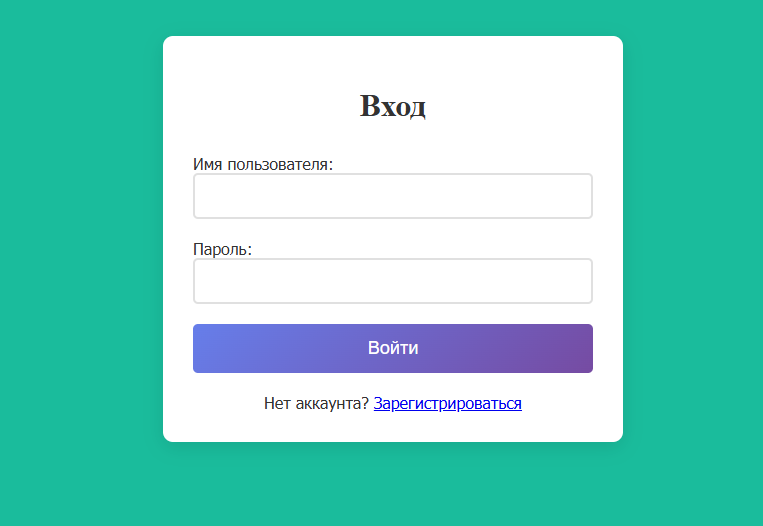 Вход
Имя пользователя:
Пароль:
Войти
Нет аккаунта? Зарегистрироваться